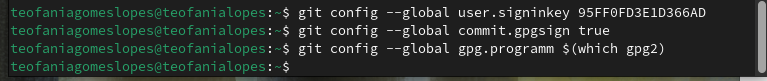 teofaniagomeslopes@teofanialopes:~$ git config --global user.signinkey 95FF0FD3E1D366AD
teofaniagomeslopes@teofanialopes:~$ git config --global commit.gpgsign true
teofaniagomeslopes@teofanialopes:~$ git config --global gpg.programm $(which gpg2)
teofaniagomeslopes@teofanialopes:~$